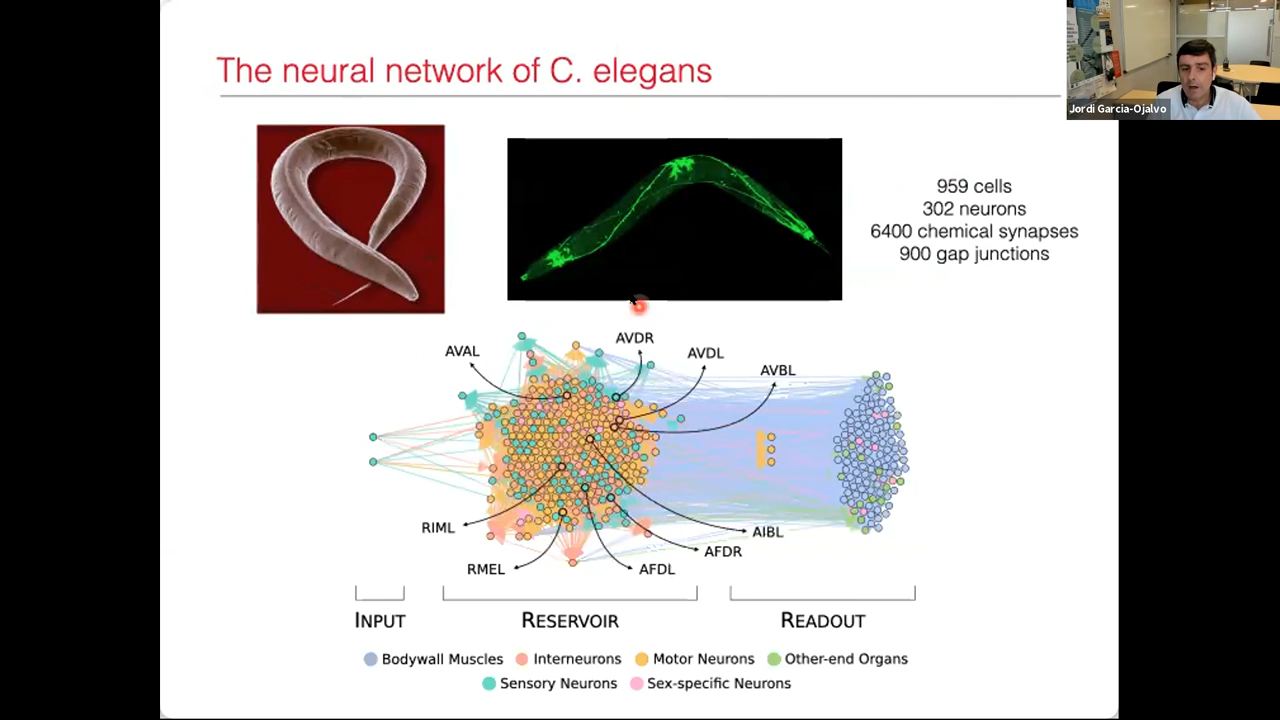 The neural network of C. elegans
Jordi Garcia-Ojalvo
959 cells
302 neurons
6400 chemical synapses
900 gap junctions
AVAL
AVDR
AVDL
AVBL
RIML
RMEL
AFDL
AFDR
AIBL
INPUT
RESERVOIR
READOUT
Bodywall Muscles
Interneurons
Motor Neurons
Other-end Organs
Sensory Neurons
Sex-specific Neurons